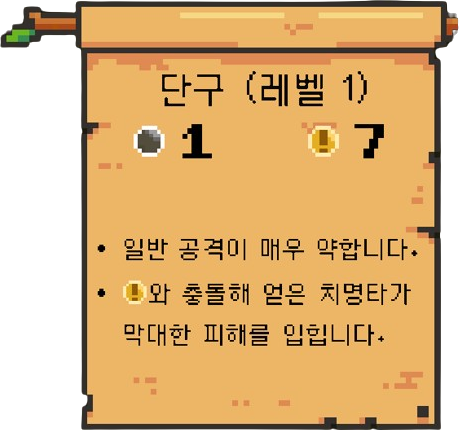 단구 (레벨 1)
1 7
• 일반 공격이 매우 약합니다.
• 와 충돌해 얻은 치명타가
막대한 피해를 입힙니다.